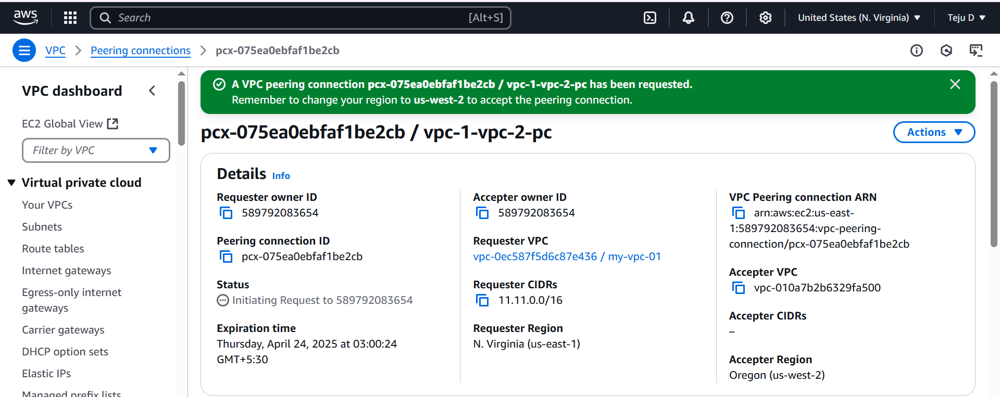 aws
Search [Alt+S]
United States (N. Virginia)
Teju D
VPC
Peering connections
pcx-075ea0ebfaf1be2cb
VPC dashboard
EC2 Global View
Filter by VPC
Virtual private cloud
Your VPCs
Subnets
Route tables
Internet gateways
Egress-only internet
gateways
Carrier gateways
DHCP option sets
Elastic IPs
Managed prefix lists
A VPC peering connection pcx-075ea0ebfaf1be2cb / vpc-1-vpc-2-pc has been requested.
Remember to change your region to us-west-2 to accept the peering connection.
pcx-075ea0ebfaf1be2cb / vpc-1-vpc-2-pc
Actions
Details Info
Requester owner ID
589792083654
Peering connection ID
pcx-075ea0ebfaf1be2cb
Status
Initiating Request to 589792083654
Expiration time
Thursday, April 24, 2025 at 03:00:24
GMT+5:30
Accepter owner ID
589792083654
Requester VPC
vpc-0ec587f5d6c87e436 / my-vpc-01
Requester CIDRs
11.11.0.0/16
Requester Region
N. Virginia (us-east-1)
VPC Peering connection ARN
arn:aws:ec2:us-east-
1:589792083654:vpc-peering-
connection/pcx-075ea0ebfaf1be2cb
Accepter VPC
vpc-010a7b2b6329fa500
Accepter CIDRs
–
Accepter Region
Oregon (us-west-2)